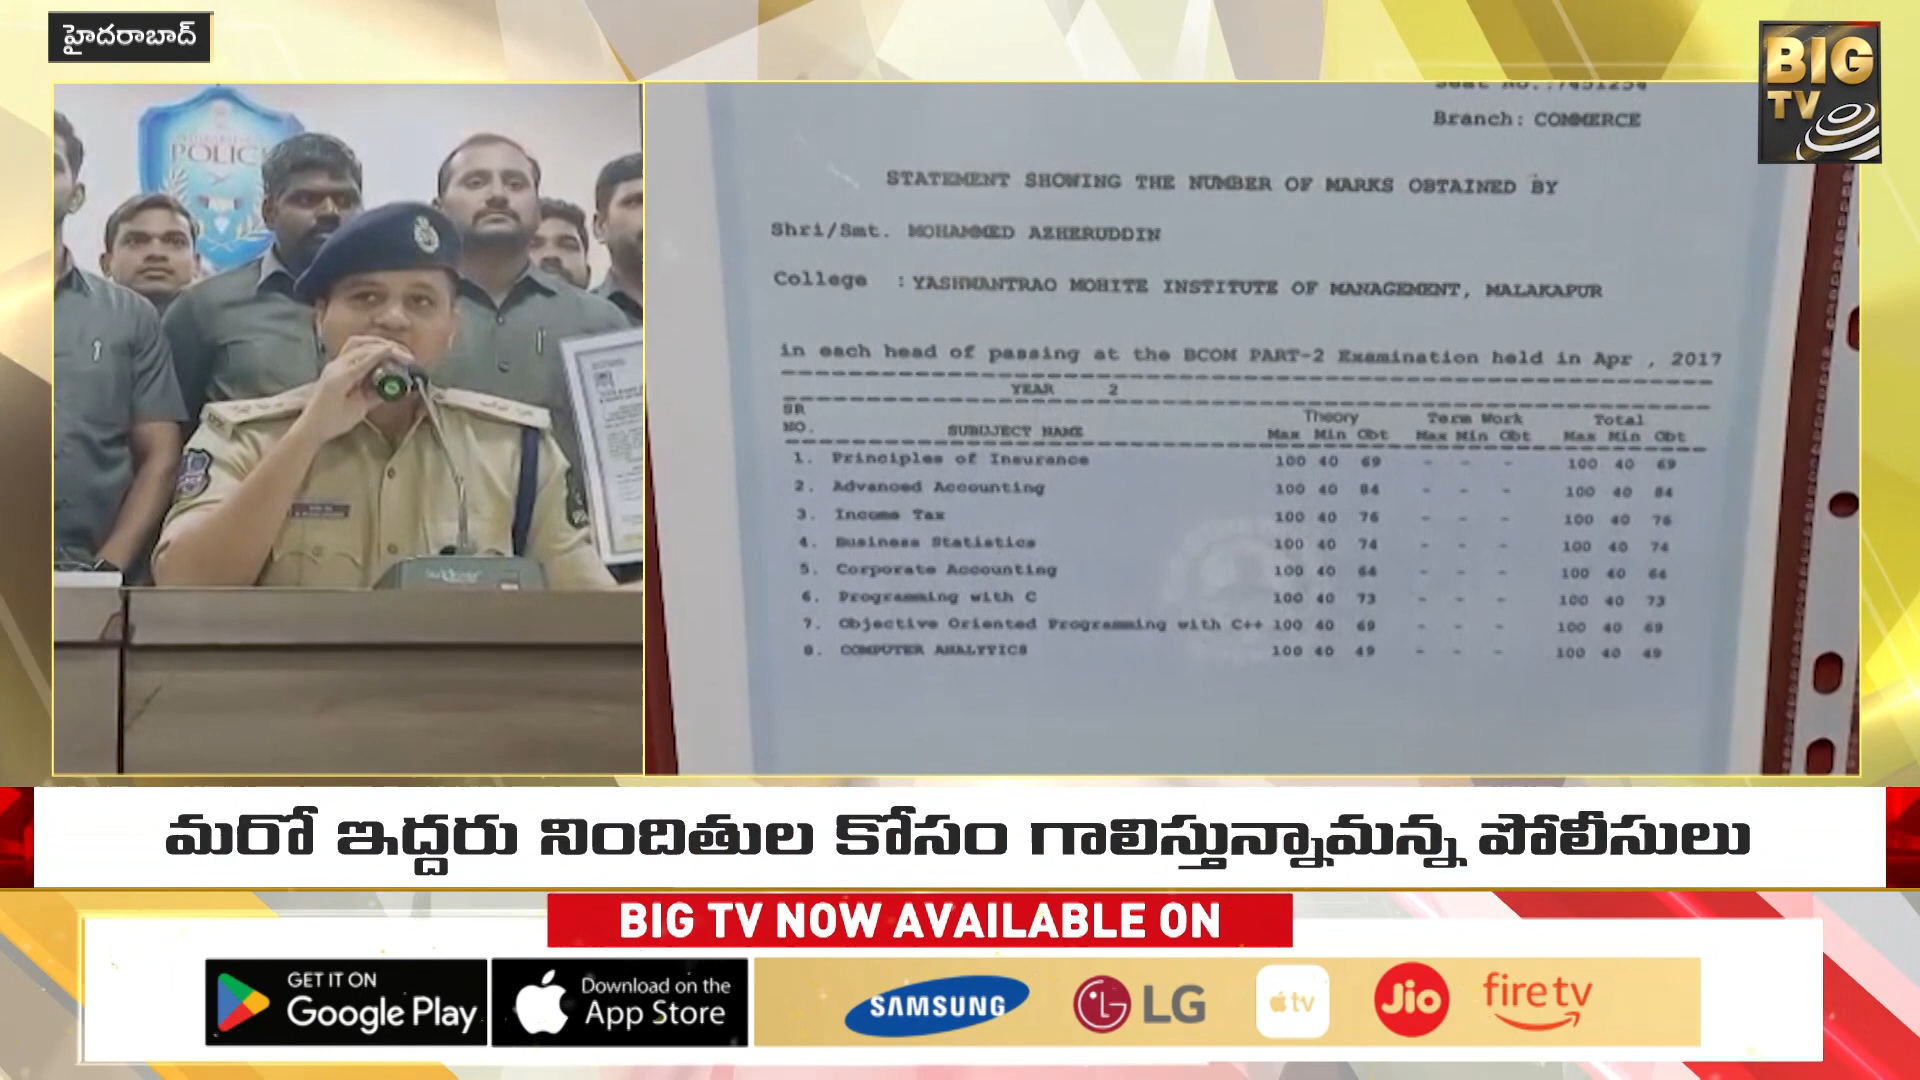 హైదరాబాద్
BIG
TV
POLICE
Branch: COMMERCE
STATEMENT SHOWING THE NUMBER OF MARKS OBTAINED BY
Shri/Smt. MOHAMMED AZHERUDDIN
College : YASHWANTRAO MOHITE INSTITUTE OF MANAGEMENT, MALAKAPUR
in each head of passing at the BCOM PART-2 Examination held in Apr , 2017
YEAR 2
SR NO. SUBUJECT NAME Theory Max Min Obt Term Work Max Min Obt Total Max Min Obt
1. Principles of Insurance 100 40 69 - - - 100 40 69
2. Advanced Accounting 100 40 84 - - - 100 40 84
3. Income Tax 100 40 76 - - - 100 40 76
4. Business Statistics 100 40 74 - - - 100 40 74
5. Corporate Accounting 100 40 64 - - - 100 40 64
6. Programming with C 100 40 73 - - - 100 40 73
7. Objective Oriented Programming with C++ 100 40 69 - - - 100 40 69
8. COMPUTER ANALYTICS 100 40 49 - - - 100 40 49
మరో ఇద్దరు నిందితుల కోసం గాలిస్తున్నామన్న పోలీసులు
BIG TV NOW AVAILABLE ON
GET IT ON
Google Play
Download on the
App Store
SAMSUNG
LG
tv
Jio
fire tv